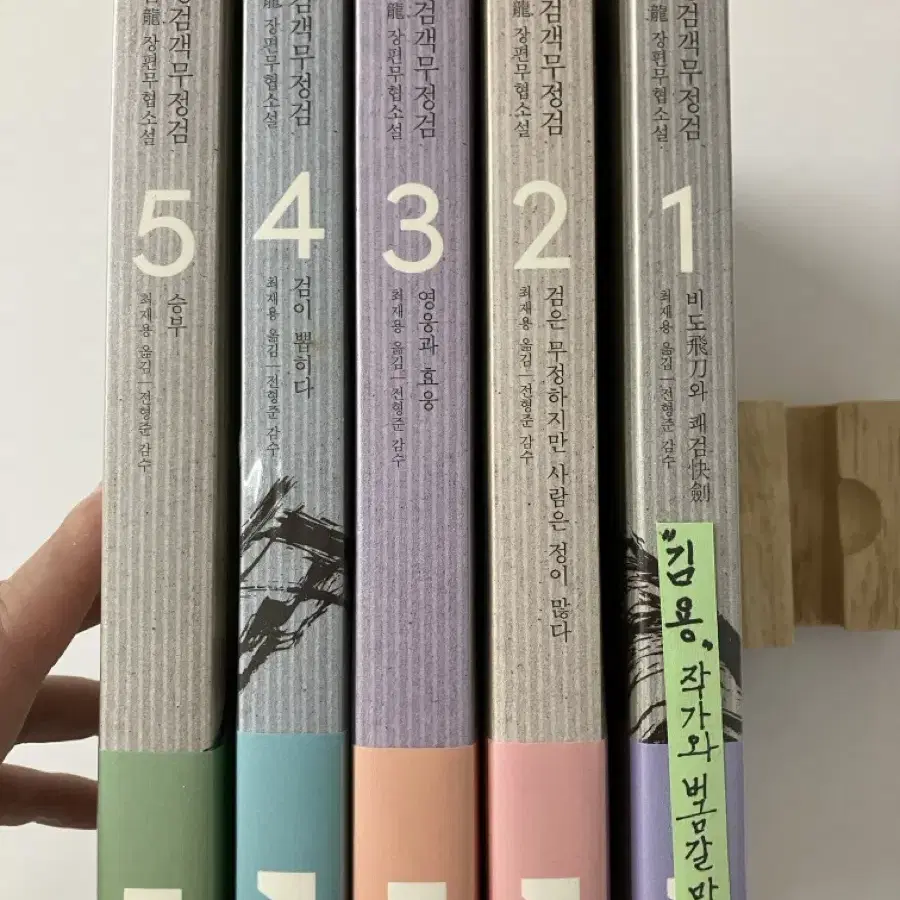 검객무정검
龍 장편무협소설
5
승부
최재용 옮김 | 전형준 감수
검객무정검
龍 장편무협소설
4
검이 뽑히다
최재용 옮김 | 전형준 감수
검객무정검
龍 장편무협소설
3
영웅과 효웅
최재용 옮김 | 전형준 감수
검객무정검
龍 장편무협소설
2
검은 무정하지만 사람은 정이 많다
최재용 옮김 | 전형준 감수
검객무정검
龍 장편무협소설
1
비도飛刀와 쾌검快劍
최재용 옮김 | 전형준 감수
"김용" 작가와 버금갈